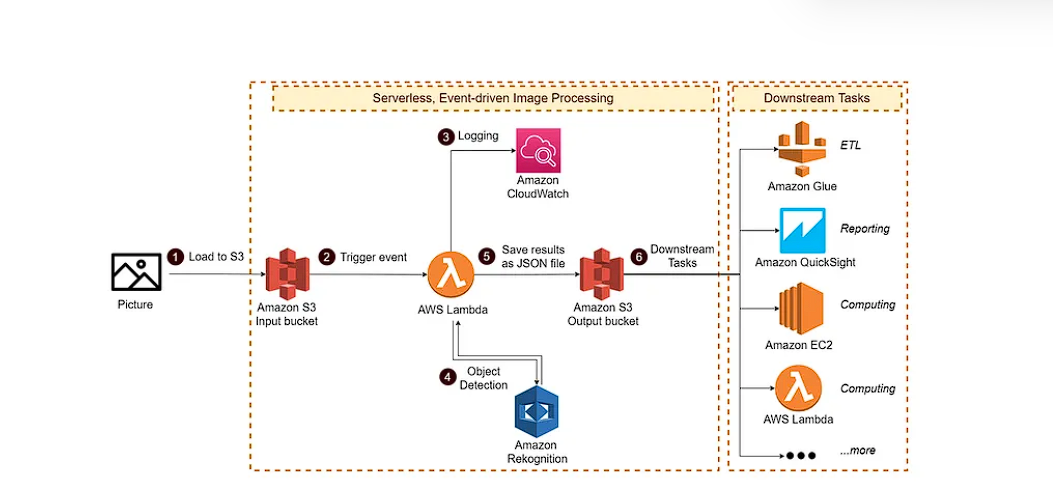 Serverless, Event-driven Image Processing
Downstream Tasks
3 Logging
Amazon
CloudWatch
ETL
Amazon Glue
Reporting
Amazon QuickSight
1 Load to S3
Picture
2 Trigger event
Amazon S3
Input bucket
AWS Lambda
5 Save results
as JSON file
Amazon S3
Output bucket
6 Downstream
Tasks
4 Object
Detection
Amazon
Rekognition
Computing
Amazon EC2
Computing
AWS Lambda
...more